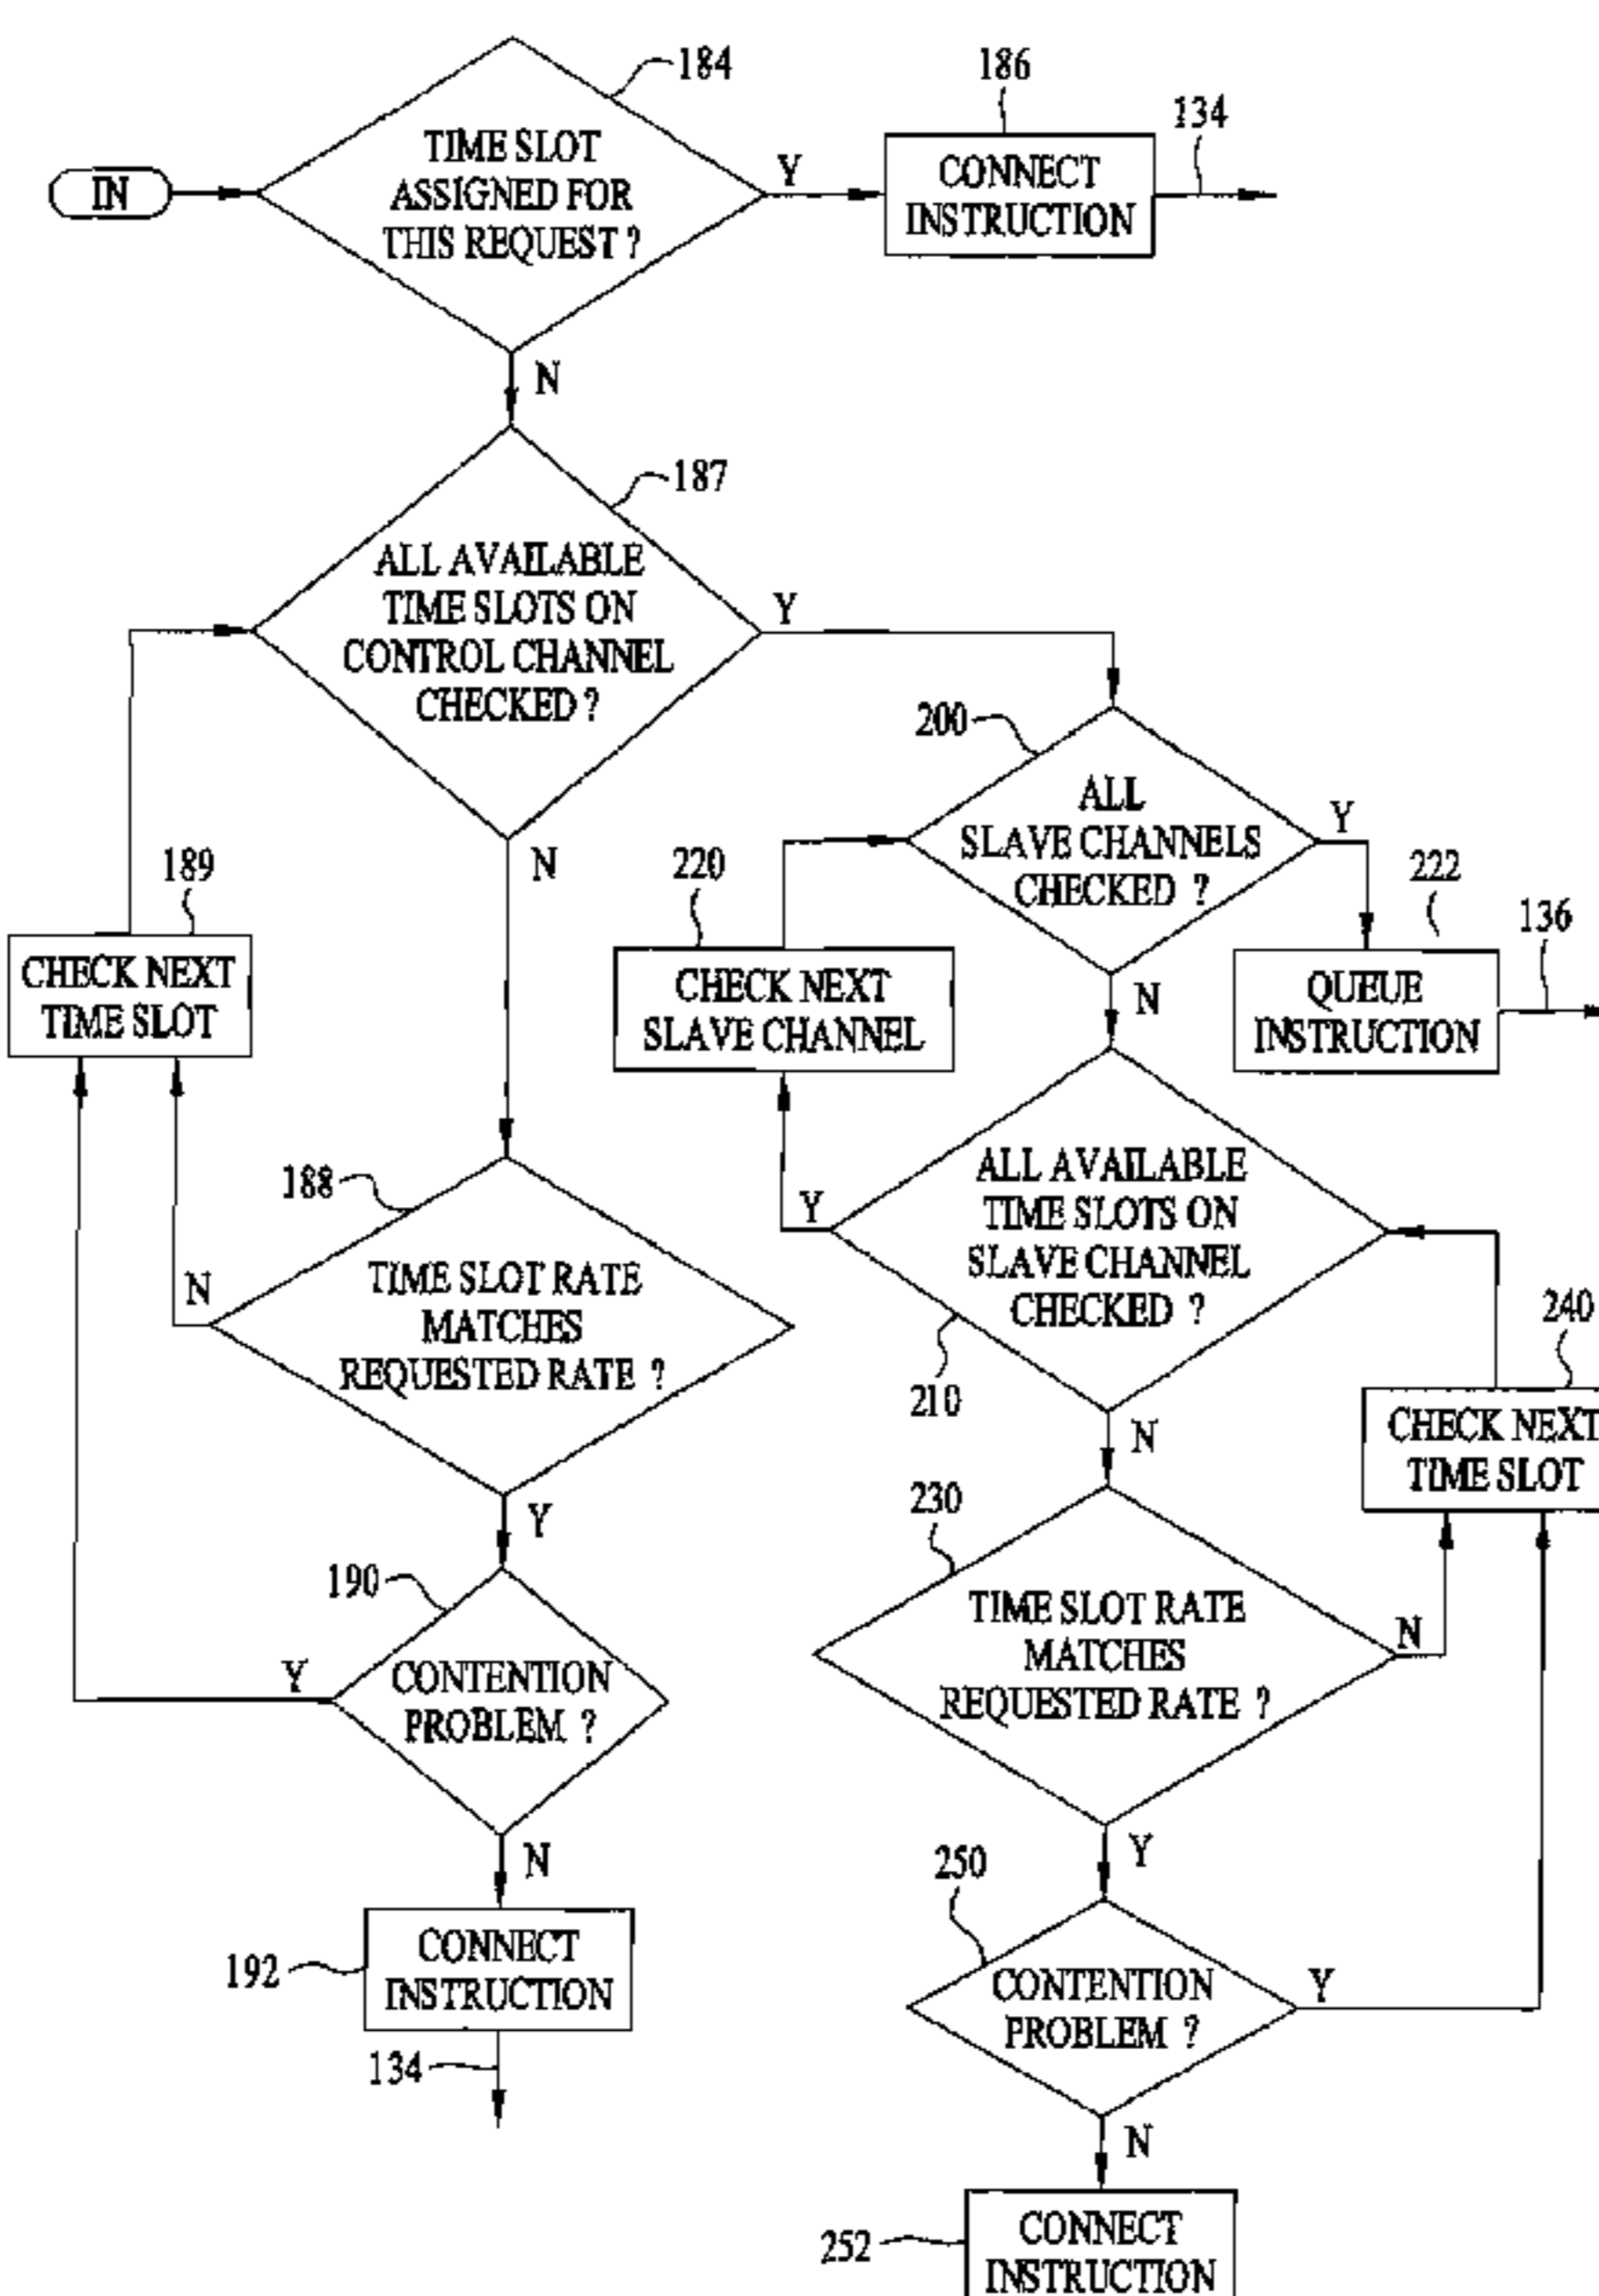 184
186
134
IN
TIME SLOT
ASSIGNED FOR
THIS REQUEST ?
Y
CONNECT
INSTRUCTION
N
187
ALL AVAILABLE
TIME SLOTS ON
CONTROL CHANNEL
CHECKED ?
Y
200
ALL
SLAVE CHANNELS
CHECKED ?
Y
N
189
220
222
136
CHECK NEXT
TIME SLOT
CHECK NEXT
SLAVE CHANNEL
N
QUEUE
INSTRUCTION
188
ALL AVAILABLE
TIME SLOTS ON
SLAVE CHANNEL
CHECKED ?
Y
N
TIME SLOT RATE
MATCHES
REQUESTED RATE ?
240
210
N
CHECK NEXT
TIME SLOT
Y
230
190
TIME SLOT RATE
MATCHES
REQUESTED RATE ?
N
Y
CONTENTION
PROBLEM ?
N
Y
250
192
CONNECT
INSTRUCTION
CONTENTION
PROBLEM ?
Y
134
N
252
CONNECT
INSTRUCTION